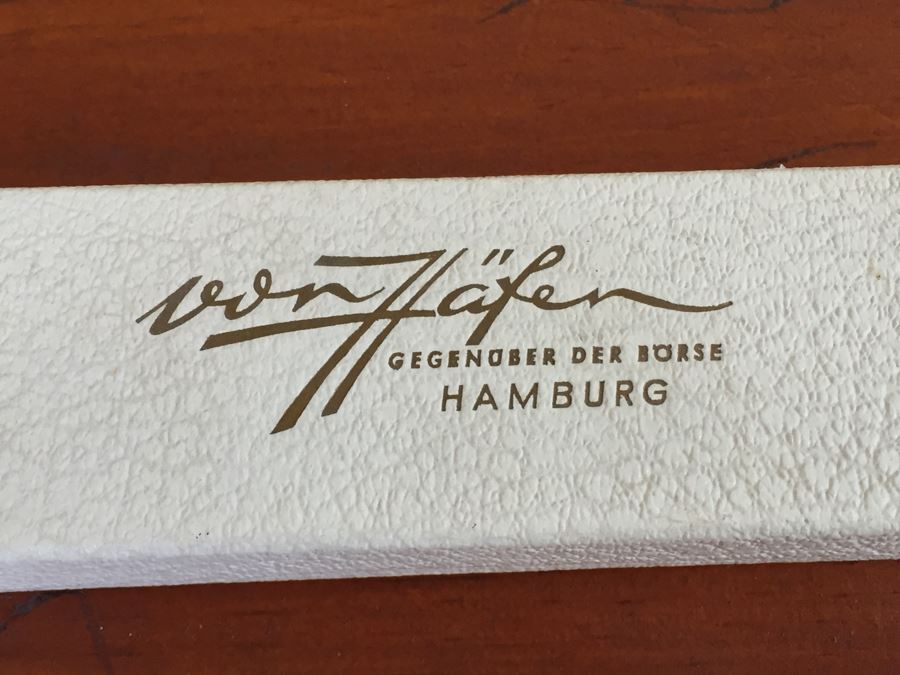 von Häfen
GEGENÜBER DER BÖRSE
HAMBURG